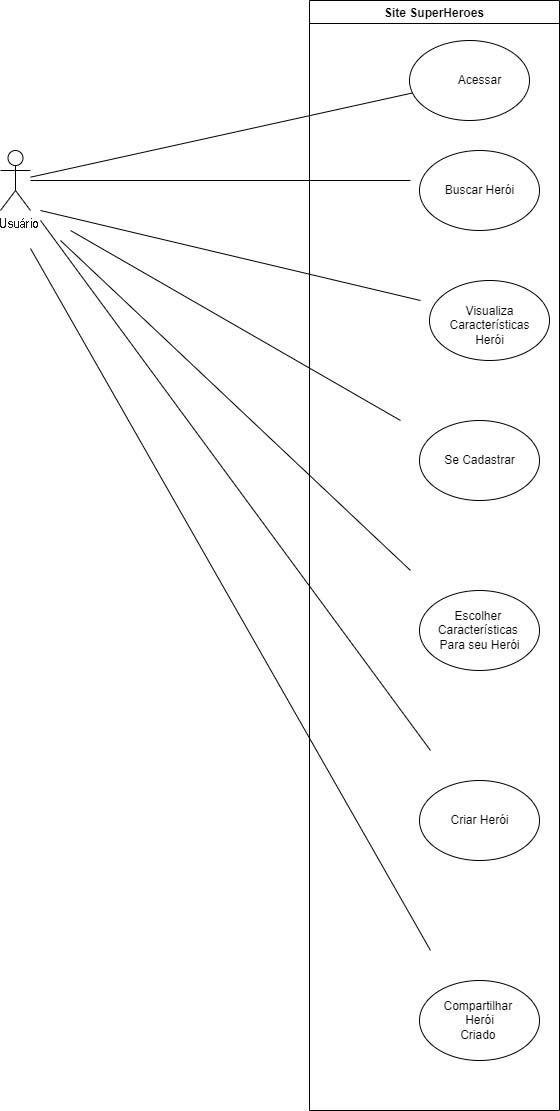 Site SuperHeroes
Acessar
Usuário
Buscar Herói
Visualiza
Características
Herói
Se Cadastrar
Escolher
Características
Para seu Herói
Criar Herói
Compartilhar
Herói
Criado